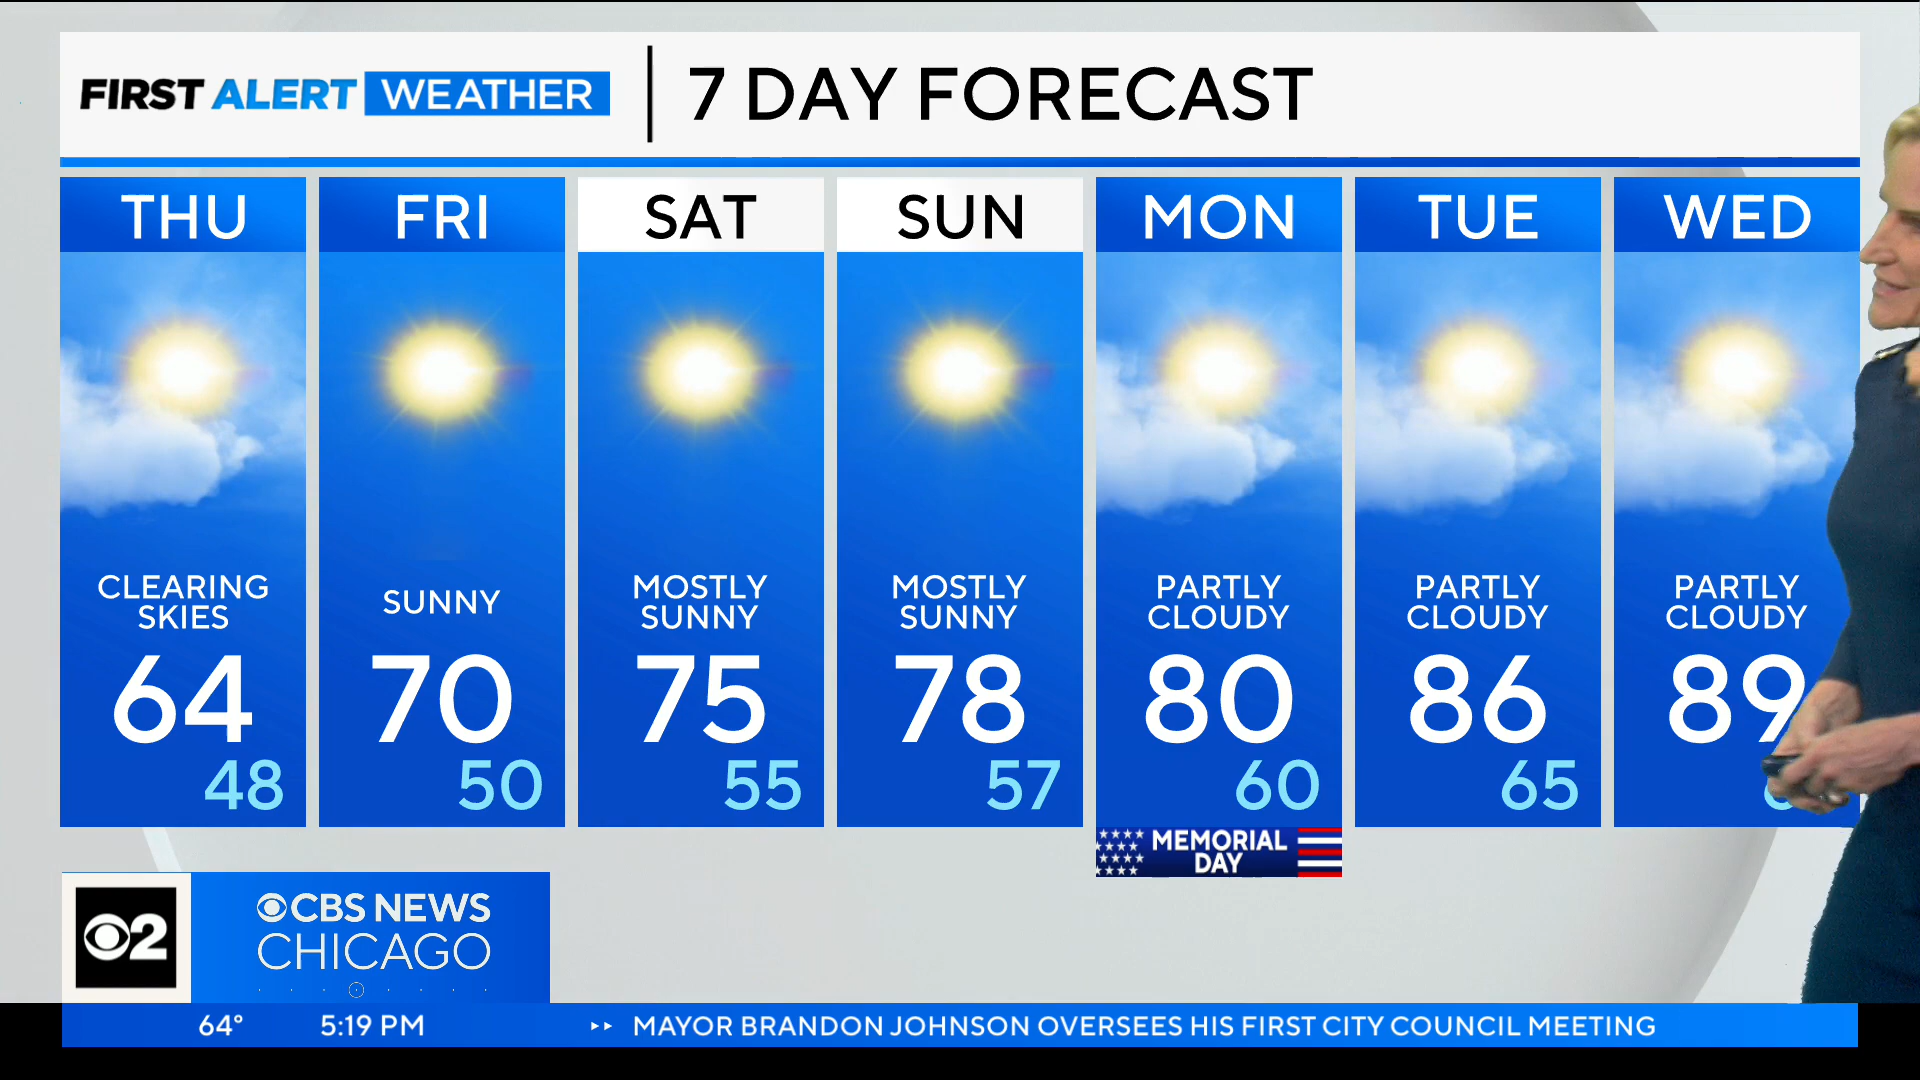 FIRST ALERT WEATHER
7 DAY FORECAST
THU
CLEARING
SKIES
64
48
FRI
SUNNY
70
50
SAT
MOSTLY
SUNNY
75
55
SUN
MOSTLY
SUNNY
78
57
MON
PARTLY
CLOUDY
80
60
MEMORIAL
DAY
TUE
PARTLY
CLOUDY
86
65
WED
PARTLY
CLOUDY
89
2
CBS NEWS
CHICAGO
64° 5:19 PM MAYOR BRANDON JOHNSON OVERSEES HIS FIRST CITY COUNCIL MEETING